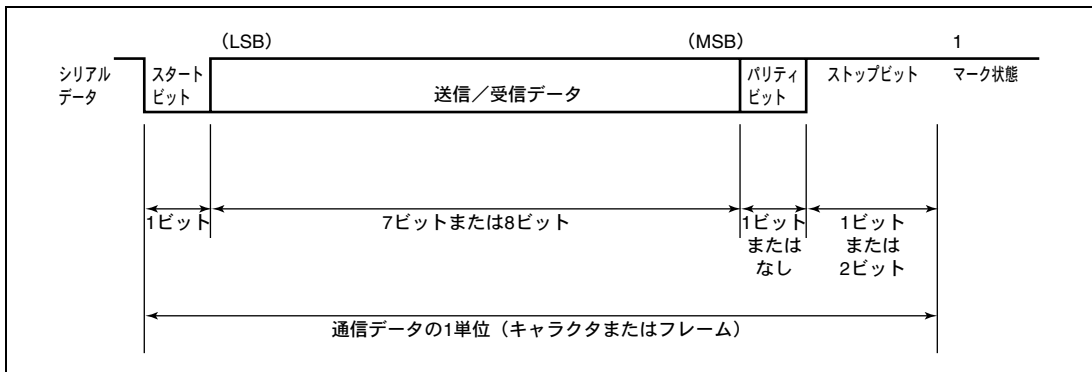 (LSB) (MSB) 1
シリアル
データ
スタート
ビット
送信／受信データ
パリティ
ビット
ストップビット
マーク状態
1ビット
7ビットまたは8ビット
1ビット
または
なし
1ビット
または
2ビット
通信データの1単位（キャラクタまたはフレーム）